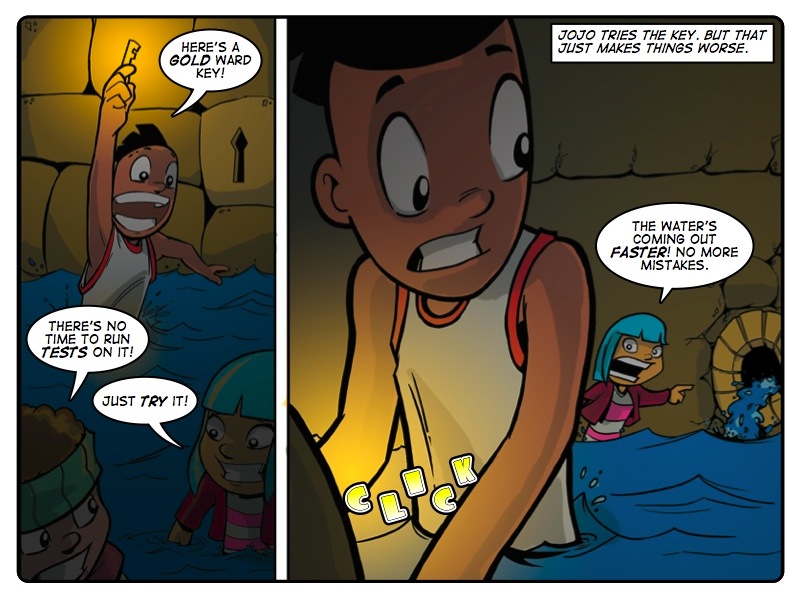 HERE'S A
GOLD WARD
KEY!
THERE'S NO
TIME TO RUN
TESTS ON IT!
JUST TRY IT!
JOJO TRIES THE KEY. BUT THAT
JUST MAKES THINGS WORSE.
THE WATER'S
COMING OUT
FASTER! NO MORE
MISTAKES.
CLICK